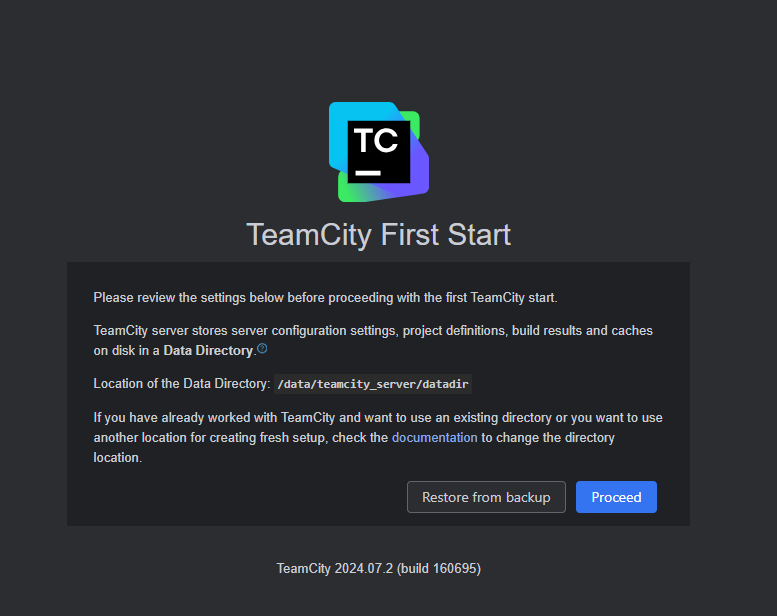 TC
TeamCity First Start
Please review the settings below before proceeding with the first TeamCity start.
TeamCity server stores server configuration settings, project definitions, build results and caches
on disk in a Data Directory.?
Location of the Data Directory: /data/teamcity_server/datadir
If you have already worked with TeamCity and want to use an existing directory or you want to use
another location for creating fresh setup, check the documentation to change the directory
location.
Restore from backup Proceed
TeamCity 2024.07.2 (build 160695)